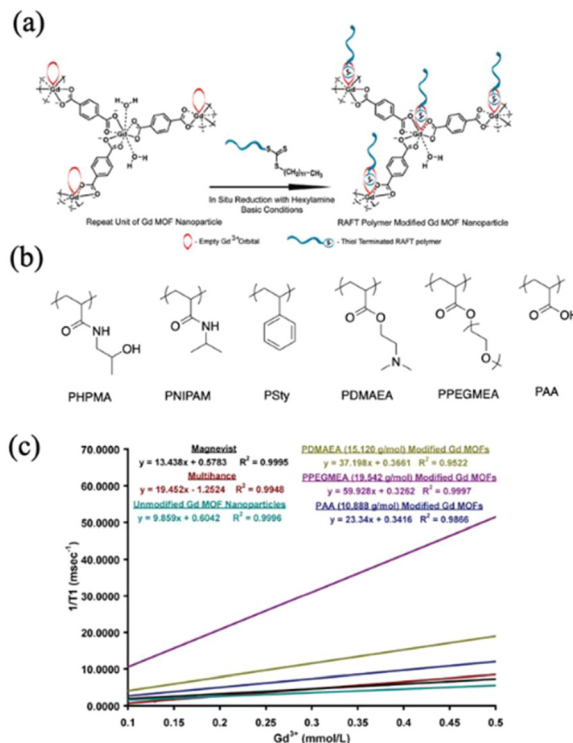 (a)
Repeat Unit of Gd MOF Nanoparticle
In Situ Reduction with Hexylamine
Basic Conditions
RAFT Polymer Modified Gd MOF Nanoparticle
- Empty Gd3+Orbital
- Thiol Terminated RAFT polymer
(b)
PHPMA
PNIPAM
PSty
PDMAEA
PPEGMEA
PAA
(c)
Magnevist
y = 13.438x + 0.5783 R² = 0.9995
Multihance
y = 19.452x - 1.2524 R² = 0.9948
Unmodified Gd MOF Nanoparticles
y = 9.859x + 0.6042 R² = 0.9996
PDMAEA (15,120 g/mol) Modified Gd MOFs
y = 37.198x + 0.3661 R² = 0.9522
PPEGMEA (19,542 g/mol) Modified Gd MOFs
y = 59.928x + 0.3262 R² = 0.9997
PAA (10,888 g/mol) Modified Gd MOFs
y = 23.34x + 0.3416 R² = 0.9866
1/T1 (msec⁻¹)
70.0000
60.0000
50.0000
40.0000
30.0000
20.0000
10.0000
0.0000
0.1 0.15 0.2 0.25 0.3 0.35 0.4 0.45 0.5
Gd³⁺ (mmol/L)